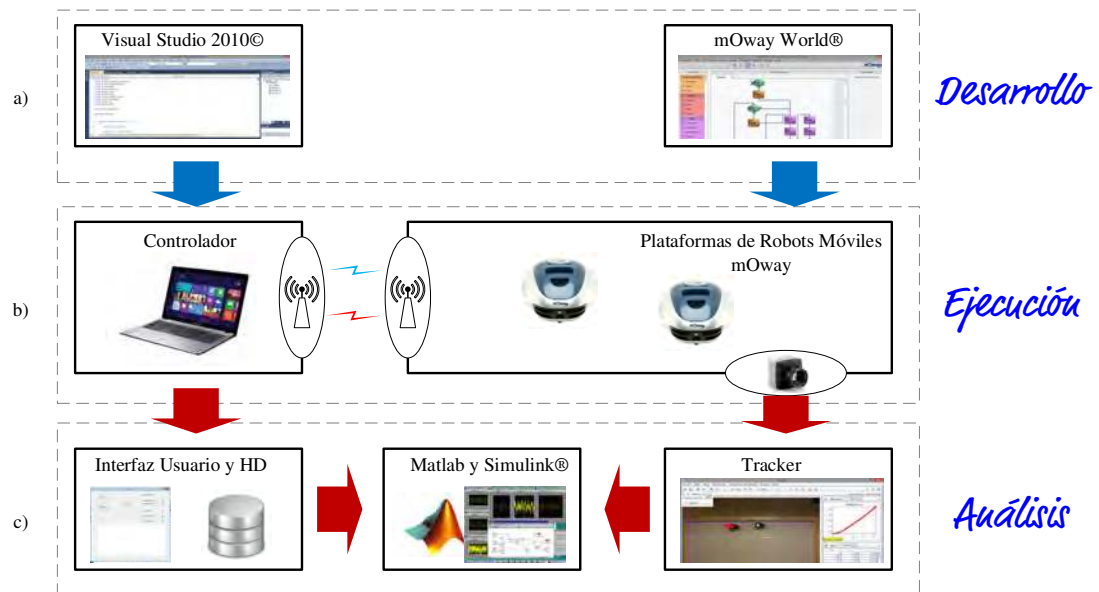 Visual Studio 2010©
mOway World®
a)
Desarrollo
Controlador
Plataformas de Robots Móviles
mOway
b)
Ejecución
Interfaz Usuario y HD
Matlab y Simulink®
Tracker
c)
Análisis